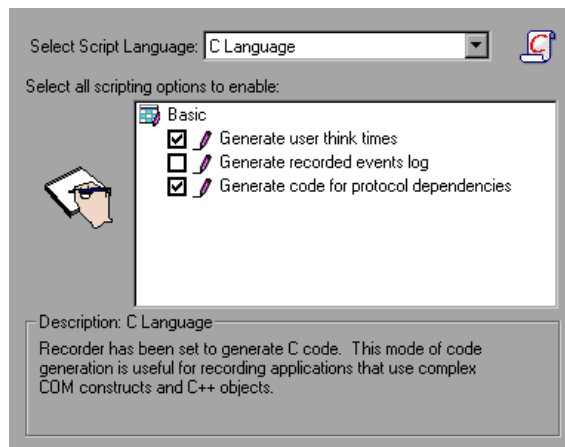 Select Script Language: C Language
Select all scripting options to enable:
Basic
Generate user think times
Generate recorded events log
Generate code for protocol dependencies
Description: C Language
Recorder has been set to generate C code. This mode of code
generation is useful for recording applications that use complex
COM constructs and C++ objects.